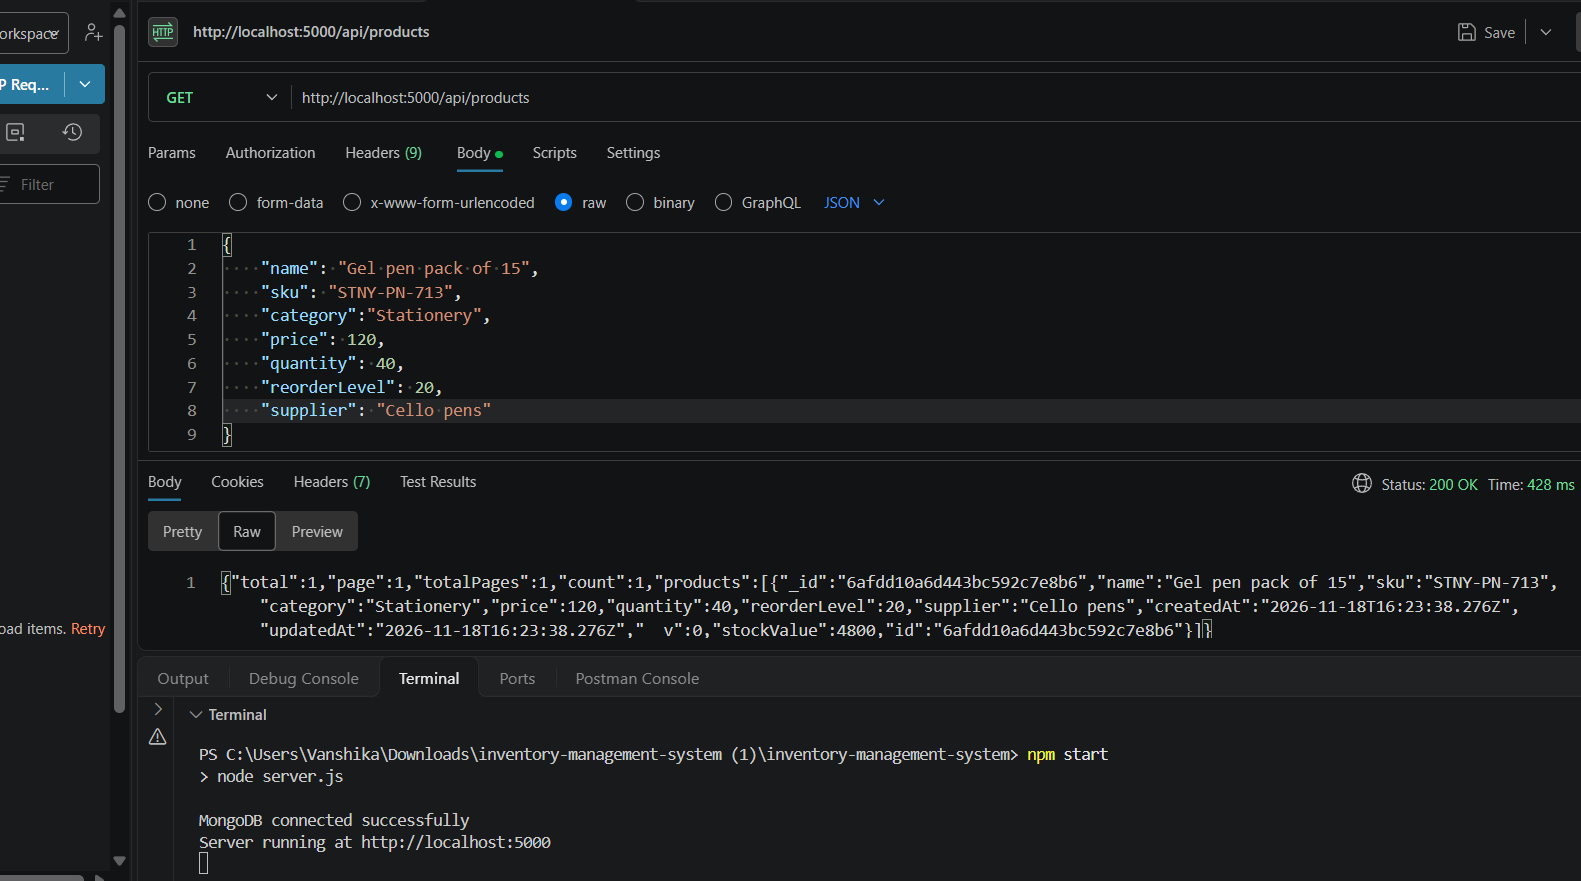 orkspace
HTTP http://localhost:5000/api/products
Save
P Req...
GET http://localhost:5000/api/products
Params Authorization Headers (9) Body Scripts Settings
Filter
none form-data x-www-form-urlencoded raw binary GraphQL JSON
1 {
2 "name": "Gel pen pack of 15",
3 "sku": "STNY-PN-713",
4 "category":"Stationery",
5 "price": 120,
6 "quantity": 40,
7 "reorderLevel": 20,
8 "supplier": "Cello pens"
9 }
Body Cookies Headers (7) Test Results Status: 200 OK Time: 428 ms
Pretty Raw Preview
1 {"total":1,"page":1,"totalPages":1,"count":1,"products":[{"_id":"6afdd10a6d443bc592c7e8b6","name":"Gel pen pack of 15","sku":"STNY-PN-713",
"category":"Stationery","price":120,"quantity":40,"reorderLevel":20,"supplier":"Cello pens","createdAt":"2026-11-18T16:23:38.276Z",
"updatedAt":"2026-11-18T16:23:38.276Z","__v":0,"stockValue":4800,"id":"6afdd10a6d443bc592c7e8b6"}]}
oad items. Retry
Output Debug Console Terminal Ports Postman Console
Terminal
PS C:\Users\Vanshika\Downloads\inventory-management-system (1)\inventory-management-system> npm start
> node server.js
MongoDB connected successfully
Server running at http://localhost:5000